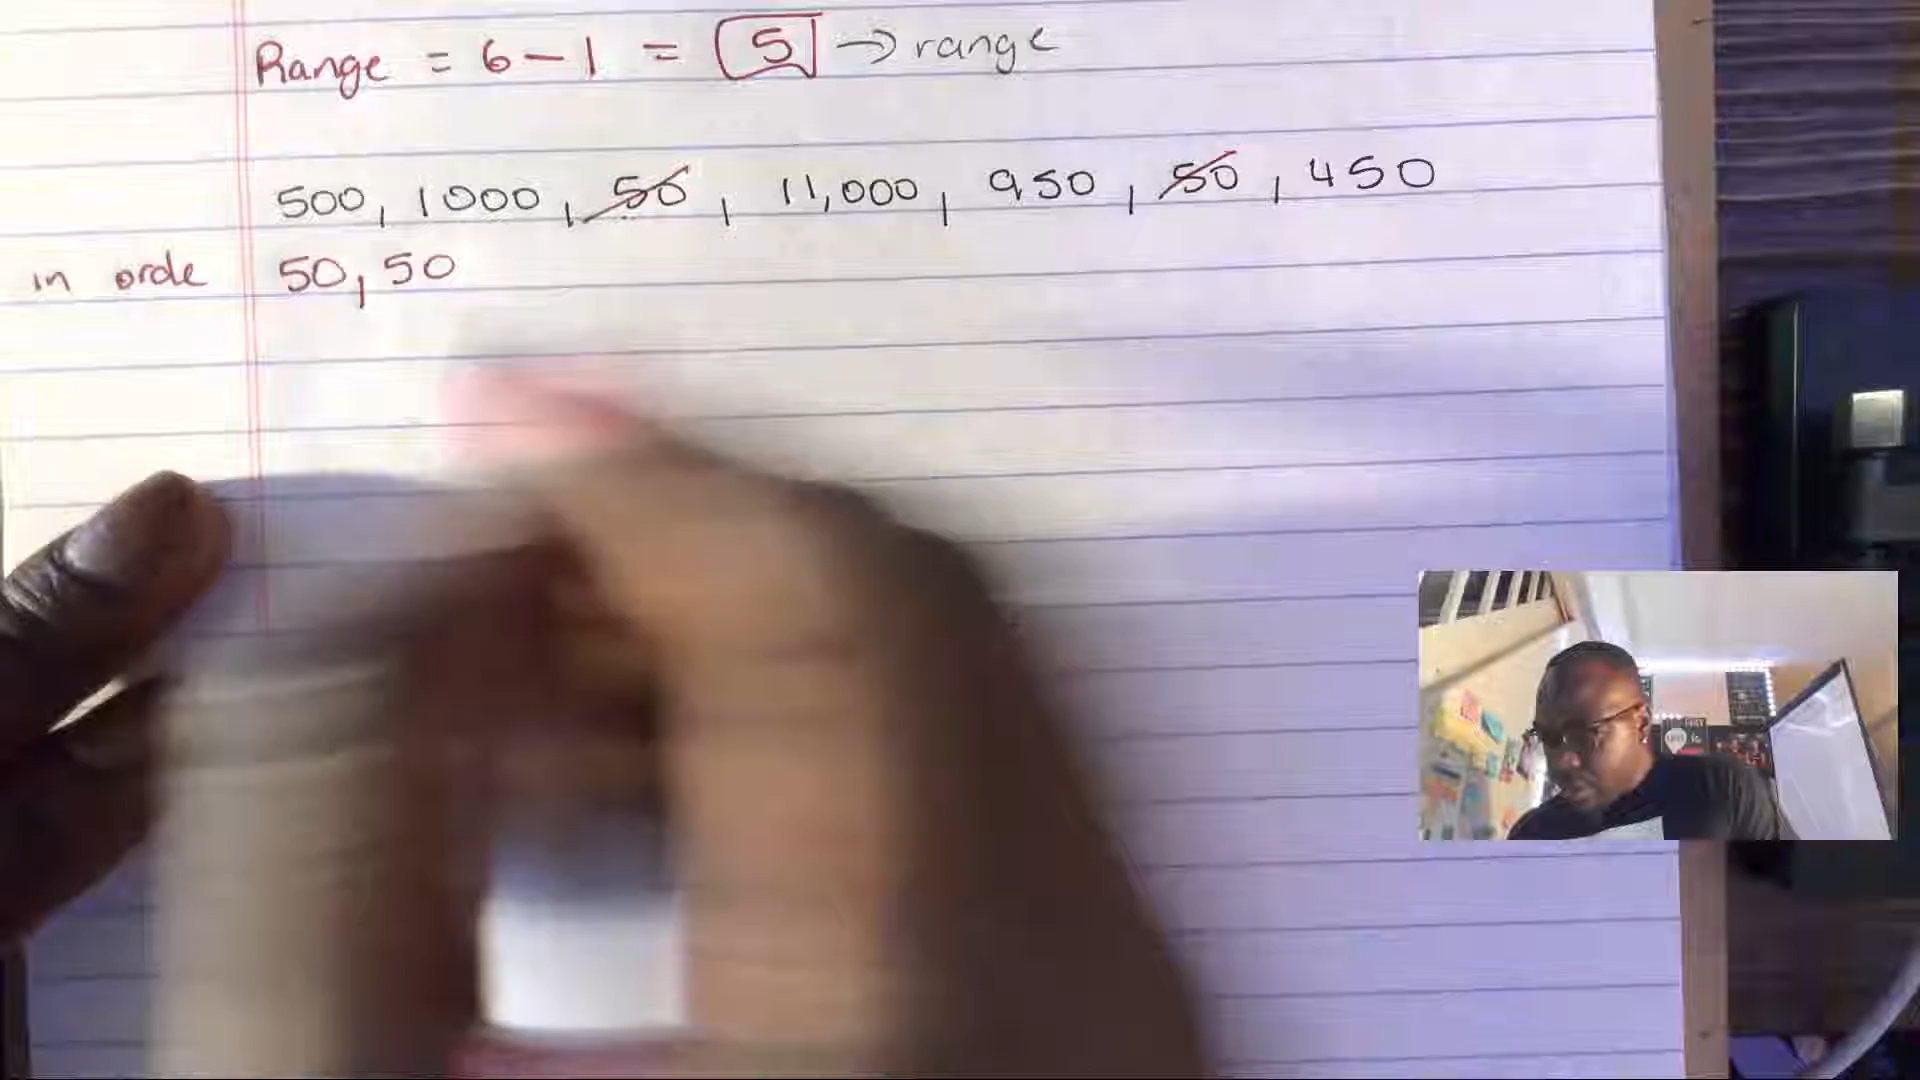 Range = 6 - 1 = 5 → range
500, 1000, 50, 11,000, 950, 50, 450
in orde 50, 50